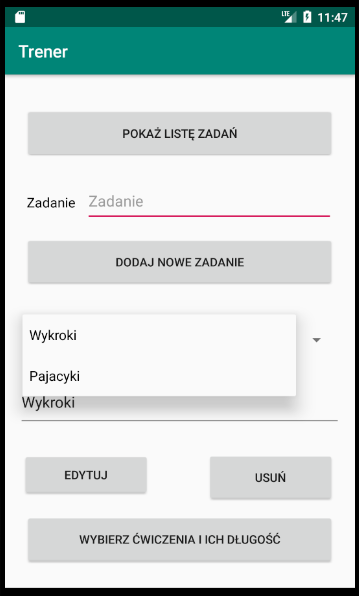 LTE 11:47
Trener
POKAŻ LISTĘ ZADAŃ
Zadanie Zadanie
DODAJ NOWE ZADANIE
Wykroki
Pajacyki
Wykroki
EDYTUJ USUŃ
WYBIERZ ĆWICZENIA I ICH DŁUGOŚĆ